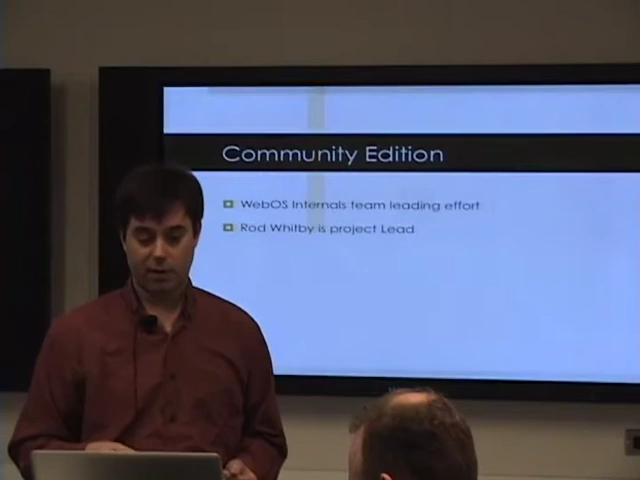 Community Edition
WebOS Internals team leading effort
Rod Whitby is project Lead